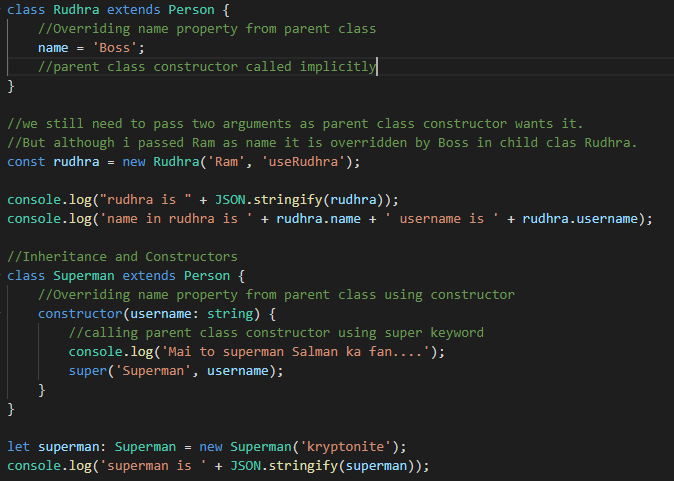 class Rudhra extends Person {
    //Overriding name property from parent class
    name = 'Boss';
    //parent class constructor called implicitly
}

//we still need to pass two arguments as parent class constructor wants it.
//But although i passed Ram as name it is overridden by Boss in child clas Rudhra.
const rudhra = new Rudhra('Ram', 'useRudhra');

console.log("rudhra is " + JSON.stringify(rudhra));
console.log('name in rudhra is ' + rudhra.name + ' username is ' + rudhra.username);

//Inheritance and Constructors
class Superman extends Person {
    //Overriding name property from parent class using constructor
    constructor(username: string) {
        //calling parent class constructor using super keyword
        console.log('Mai to superman Salman ka fan....');
        super('Superman', username);
    }
}

let superman: Superman = new Superman('kryptonite');
console.log('superman is ' + JSON.stringify(superman));